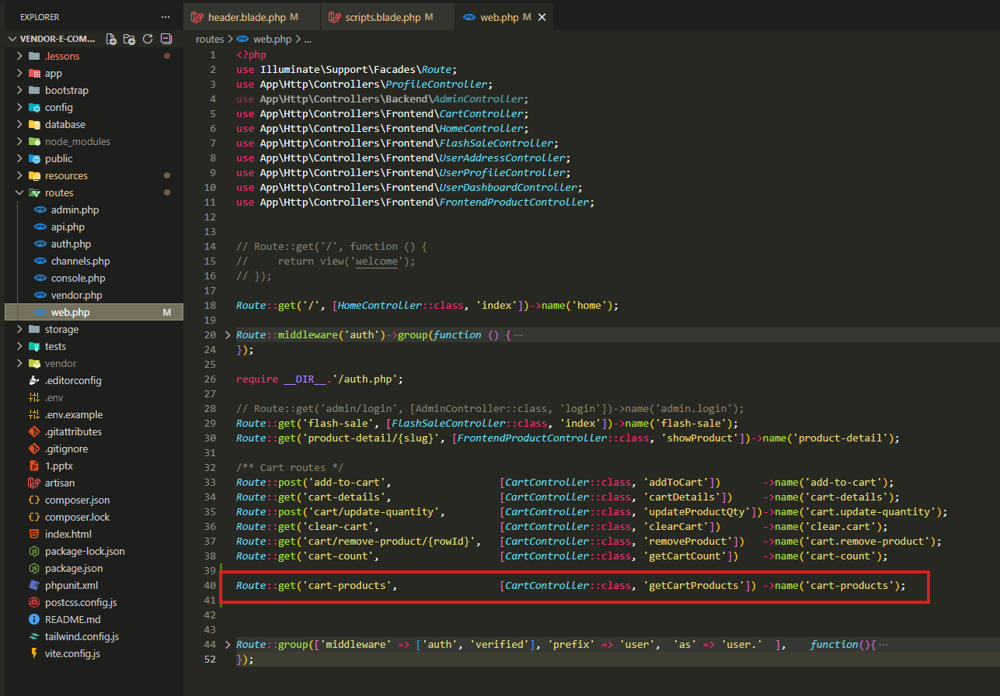 EXPLORER
...
VENDOR-E-COM...
.lessons
app
bootstrap
config
database
node_modules
public
resources
routes
admin.php
api.php
auth.php
channels.php
console.php
vendor.php
web.php M
storage
tests
vendor
.editorconfig
.env
.env.example
.gitattributes
.gitignore
1.pptx
artisan
composer.json
composer.lock
index.html
package-lock.json
package.json
phpunit.xml
postcss.config.js
README.md
tailwind.config.js
vite.config.js
header.blade.php M
scripts.blade.php M
web.php M
routes > web.php > ...
1 <?php
2 use Illuminate\Support\Facades\Route;
3 use App\Http\Controllers\ProfileController;
4 use App\Http\Controllers\Backend\AdminController;
5 use App\Http\Controllers\Frontend\CartController;
6 use App\Http\Controllers\Frontend\HomeController;
7 use App\Http\Controllers\Frontend\FlashSaleController;
8 use App\Http\Controllers\Frontend\UserAddressController;
9 use App\Http\Controllers\Frontend\UserProfileController;
10 use App\Http\Controllers\Frontend\UserDashboardController;
11 use App\Http\Controllers\Frontend\FrontendProductController;
12
13
14 // Route::get('/', function () {
15 //     return view('welcome');
16 // });
17
18 Route::get('/', [HomeController::class, 'index'])->name('home');
19
20 Route::middleware('auth')->group(function () { ...
24 });
25
26 require __DIR__.'/auth.php';
27
28 // Route::get('admin/login', [AdminController::class, 'login'])->name('admin.login');
29 Route::get('flash-sale', [FlashSaleController::class, 'index'])->name('flash-sale');
30 Route::get('product-detail/{slug}', [FrontendProductController::class, 'showProduct'])->name('product-detail');
31
32 /** Cart routes */
33 Route::post('add-to-cart', [CartController::class, 'addToCart']) ->name('add-to-cart');
34 Route::get('cart-details', [CartController::class, 'cartDetails']) ->name('cart-details');
35 Route::post('cart/update-quantity', [CartController::class, 'updateProductQty'])->name('cart.update-quantity');
36 Route::get('clear-cart', [CartController::class, 'clearCart']) ->name('clear.cart');
37 Route::get('cart/remove-product/{rowId}', [CartController::class, 'removeProduct']) ->name('cart.remove-product');
38 Route::get('cart-count', [CartController::class, 'getCartCount']) ->name('cart-count');
39
40 Route::get('cart-products', [CartController::class, 'getCartProducts']) ->name('cart-products');
41
42
43
44 Route::group(['middleware' => ['auth', 'verified'], 'prefix' => 'user', 'as' => 'user.' ], function(){ ...
52 });